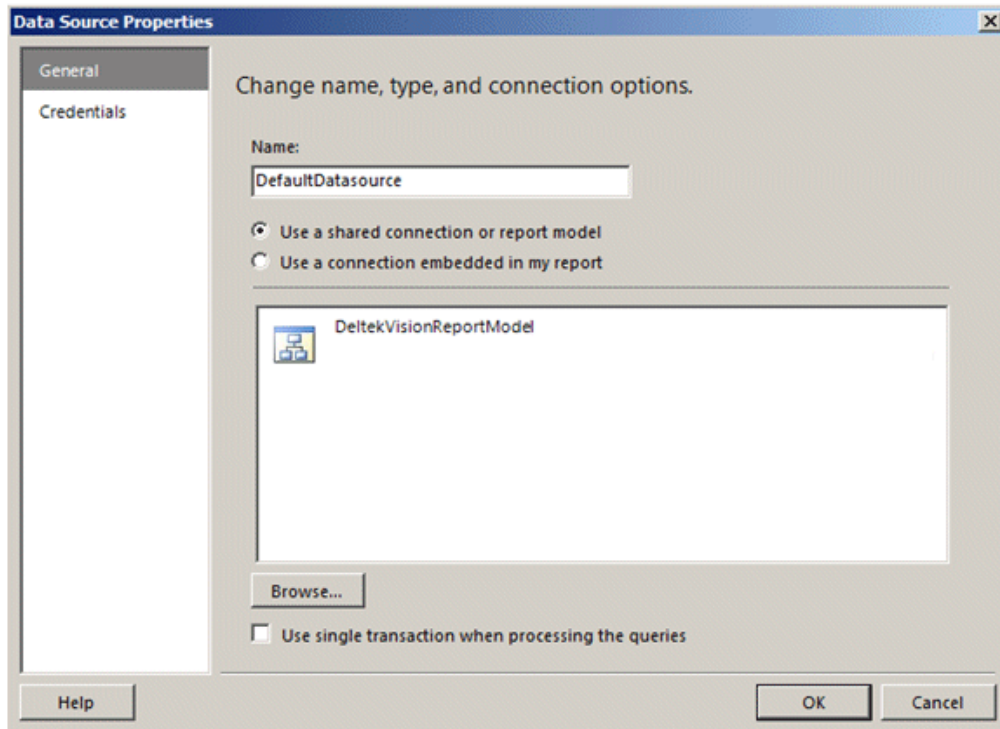 Data Source Properties
General
Credentials
Change name, type, and connection options.
Name:
DefaultDatasource
Use a shared connection or report model
Use a connection embedded in my report
DeltekVisionReportModel
Browse...
Use single transaction when processing the queries
Help
OK
Cancel